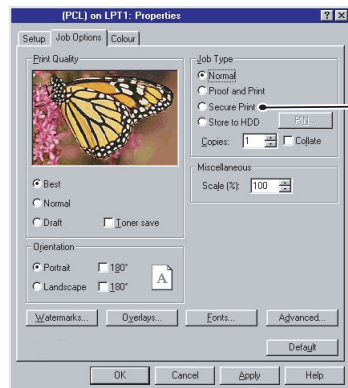 (PCL) on LPT1: Properties
Setup Job Options Colour
Print Quality
Best
Normal
Draft Toner save
Orientation
Portrait 180°
Landscape 180°
A
Job Type
Normal
Proof and Print
Secure Print
Store to HDD PIN
Copies: 1 Collate
Miscellaneous
Scale (%): 100
Watermarks... Overlays... Fonts... Advanced...
Default
OK Cancel Apply Help